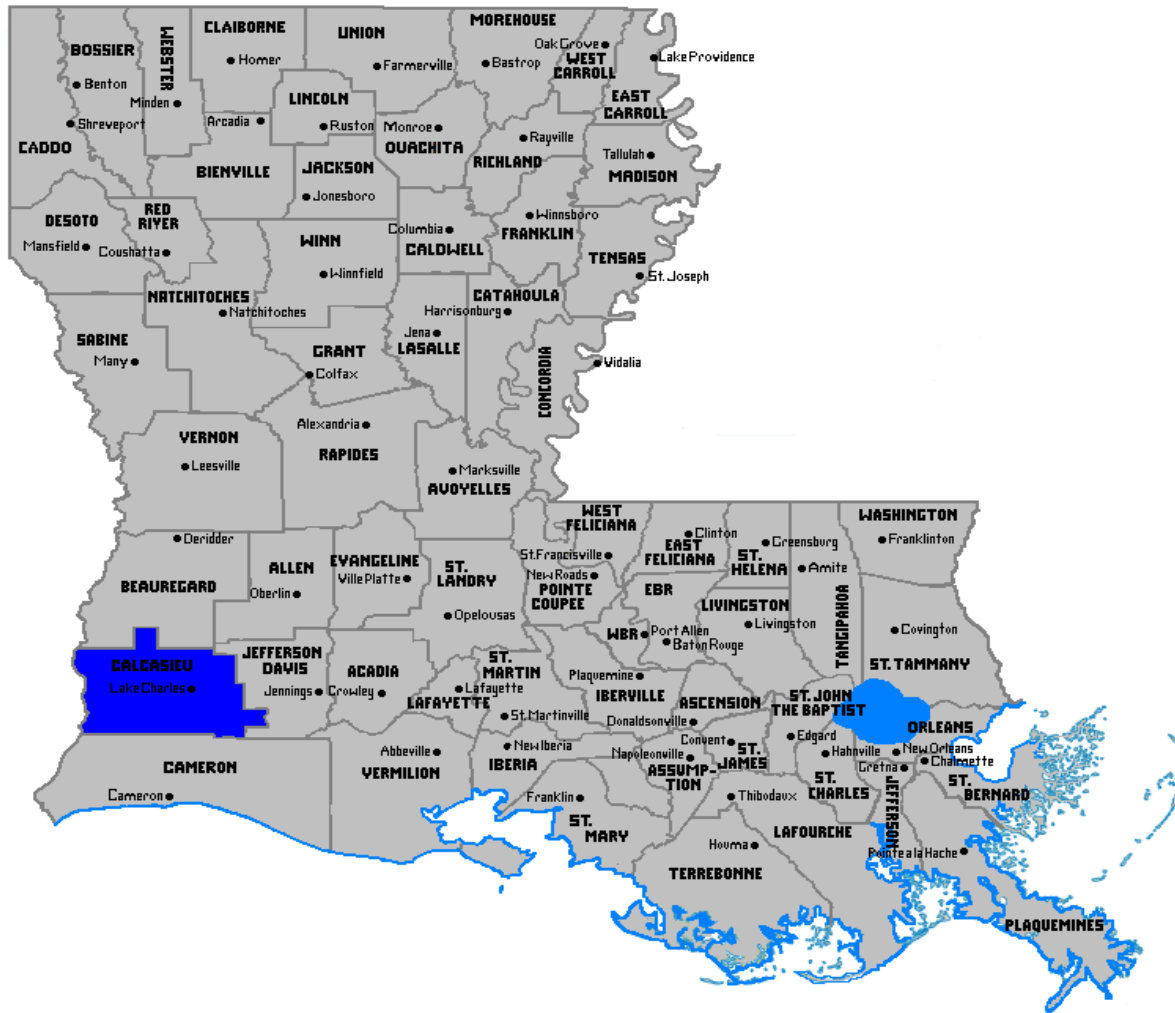 MOREHOUSE
CLAIBORNE
UNION
WEBSTER
BOSSIER
Oak Grove
WEST
CARROLL
Lake Providence
Homer
Farmerville
Bastrop
Benton
Minden
LINCOLN
EAST
CARROLL
Shreveport
Arcadia
Ruston
Monroe
OUACHITA
Rayville
CADDO
RICHLAND
Tallulah
MADISON
BIENVILLE
JACKSON
Jonesboro
RED
RIVER
DESOTO
Mansfield
Coushatta
WINN
Winnfield
Columbia
CALDWELL
Winnsboro
FRANKLIN
TENSAS
St. Joseph
NATCHITOCHES
Natchitoches
CATAHOULA
Harrisonburg
SABINE
Many
GRANT
Colfax
Jena
LASALLE
CONCORDIA
Vidalia
VERNON
Leesville
Alexandria
RAPIDES
Marksville
AVOYELLES
WEST
FELICIANA
WASHINGTON
Franklinton
Deridder
BEAUREGARD
ALLEN
Oberlin
EVANGELINE
Ville Platte
ST.
LANDRY
Opelousas
St. Francisville
New Roads
POINTE
COUPEE
Clinton
EAST
FELICIANA
Greensburg
ST.
HELENA
Amite
TANGIPAHOA
EBR
LIVINGSTON
Livingston
Covington
ST. TAMMANY
WBR
Port Allen
Baton Rouge
CALCASIEU
Lake Charles
JEFFERSON
DAVIS
Jennings
ACADIA
Crowley
LAFAYETTE
Lafayette
ST.
MARTIN
St. Martinville
Plaquemine
IBERVILLE
ASCENSION
Donaldsonville
ST. JOHN
THE BAPTIST
Edgard
ORLEANS
New Orleans
Chalmette
Hahnville
Gretna
CAMERON
Cameron
Abbeville
VERMILION
New Iberia
IBERIA
Convent
Napoleonville
ST.
JAMES
ASSUMP-
TION
ST.
CHARLES
JEFFERSON
ST.
BERNARD
Franklin
ST.
MARY
Thibodaux
LAFOURCHE
Houma
TERREBONNE
Pointe a la Hache
PLAQUEMINES